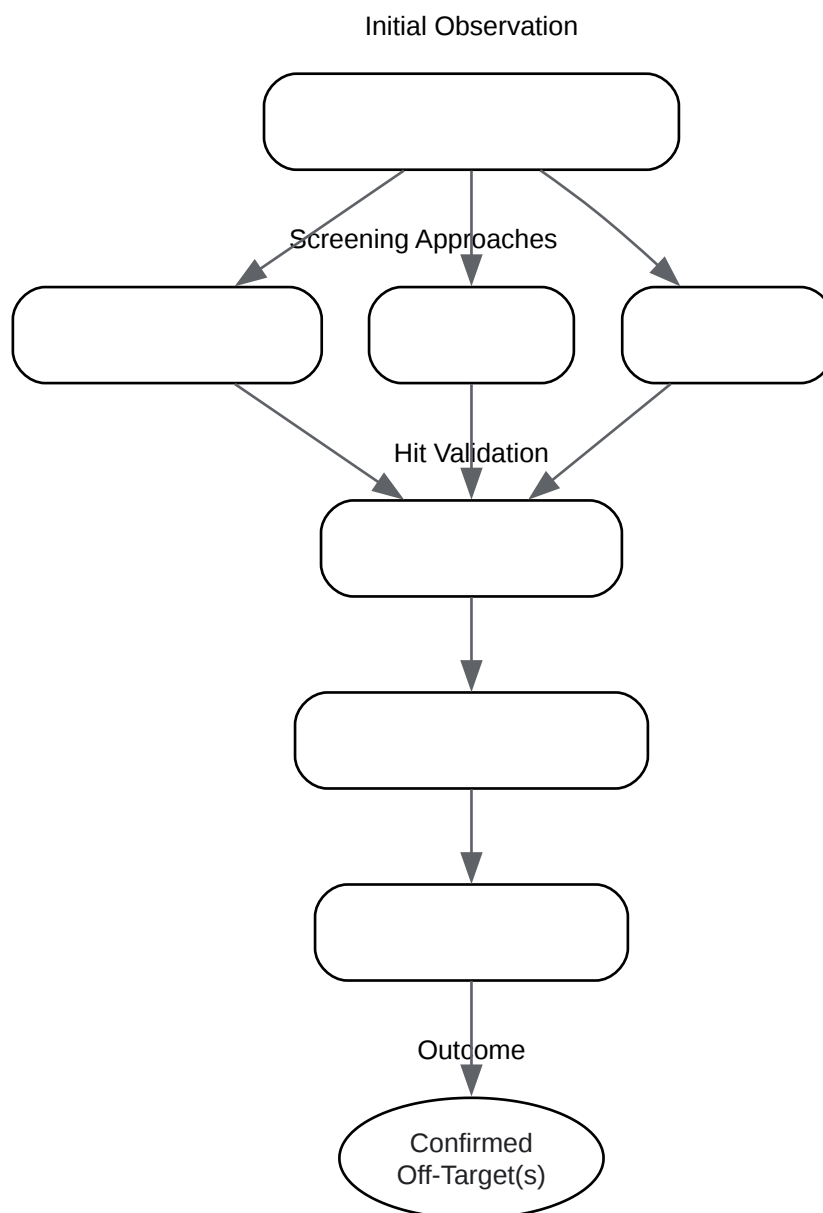 Initial Observation
Screening Approaches
Hit Validation
Outcome
Confirmed
Off-Target(s)